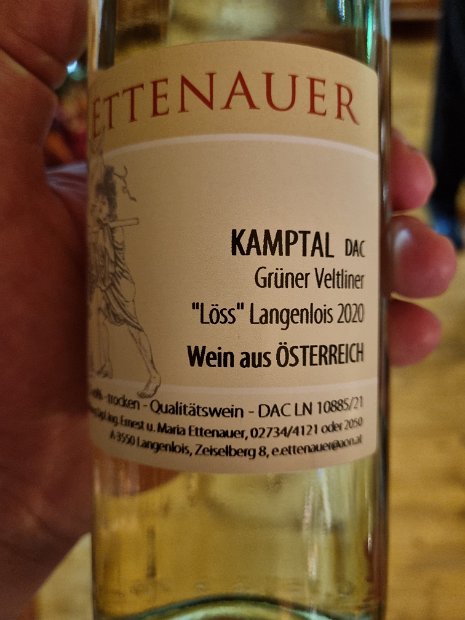 ETTENAUER
KAMPTAL DAC
Grüner Veltliner
"Löss" Langenlois 2020
Wein aus ÖSTERREICH
trocken - Qualitätswein - DAC LN 10885/21
Ing. Ernest u. Maria Ettenauer, 02734/4121 oder 2050
A 3550 Langenlois, Zeiselberg 8, e.ettenauer@aon.at